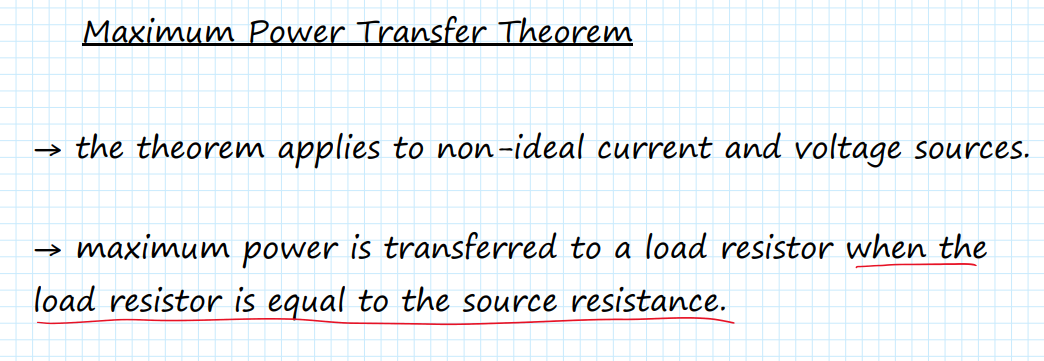 Maximum Power Transfer Theorem
→ the theorem applies to non-ideal current and voltage sources.
→ maximum power is transferred to a load resistor when the
load resistor is equal to the source resistance.